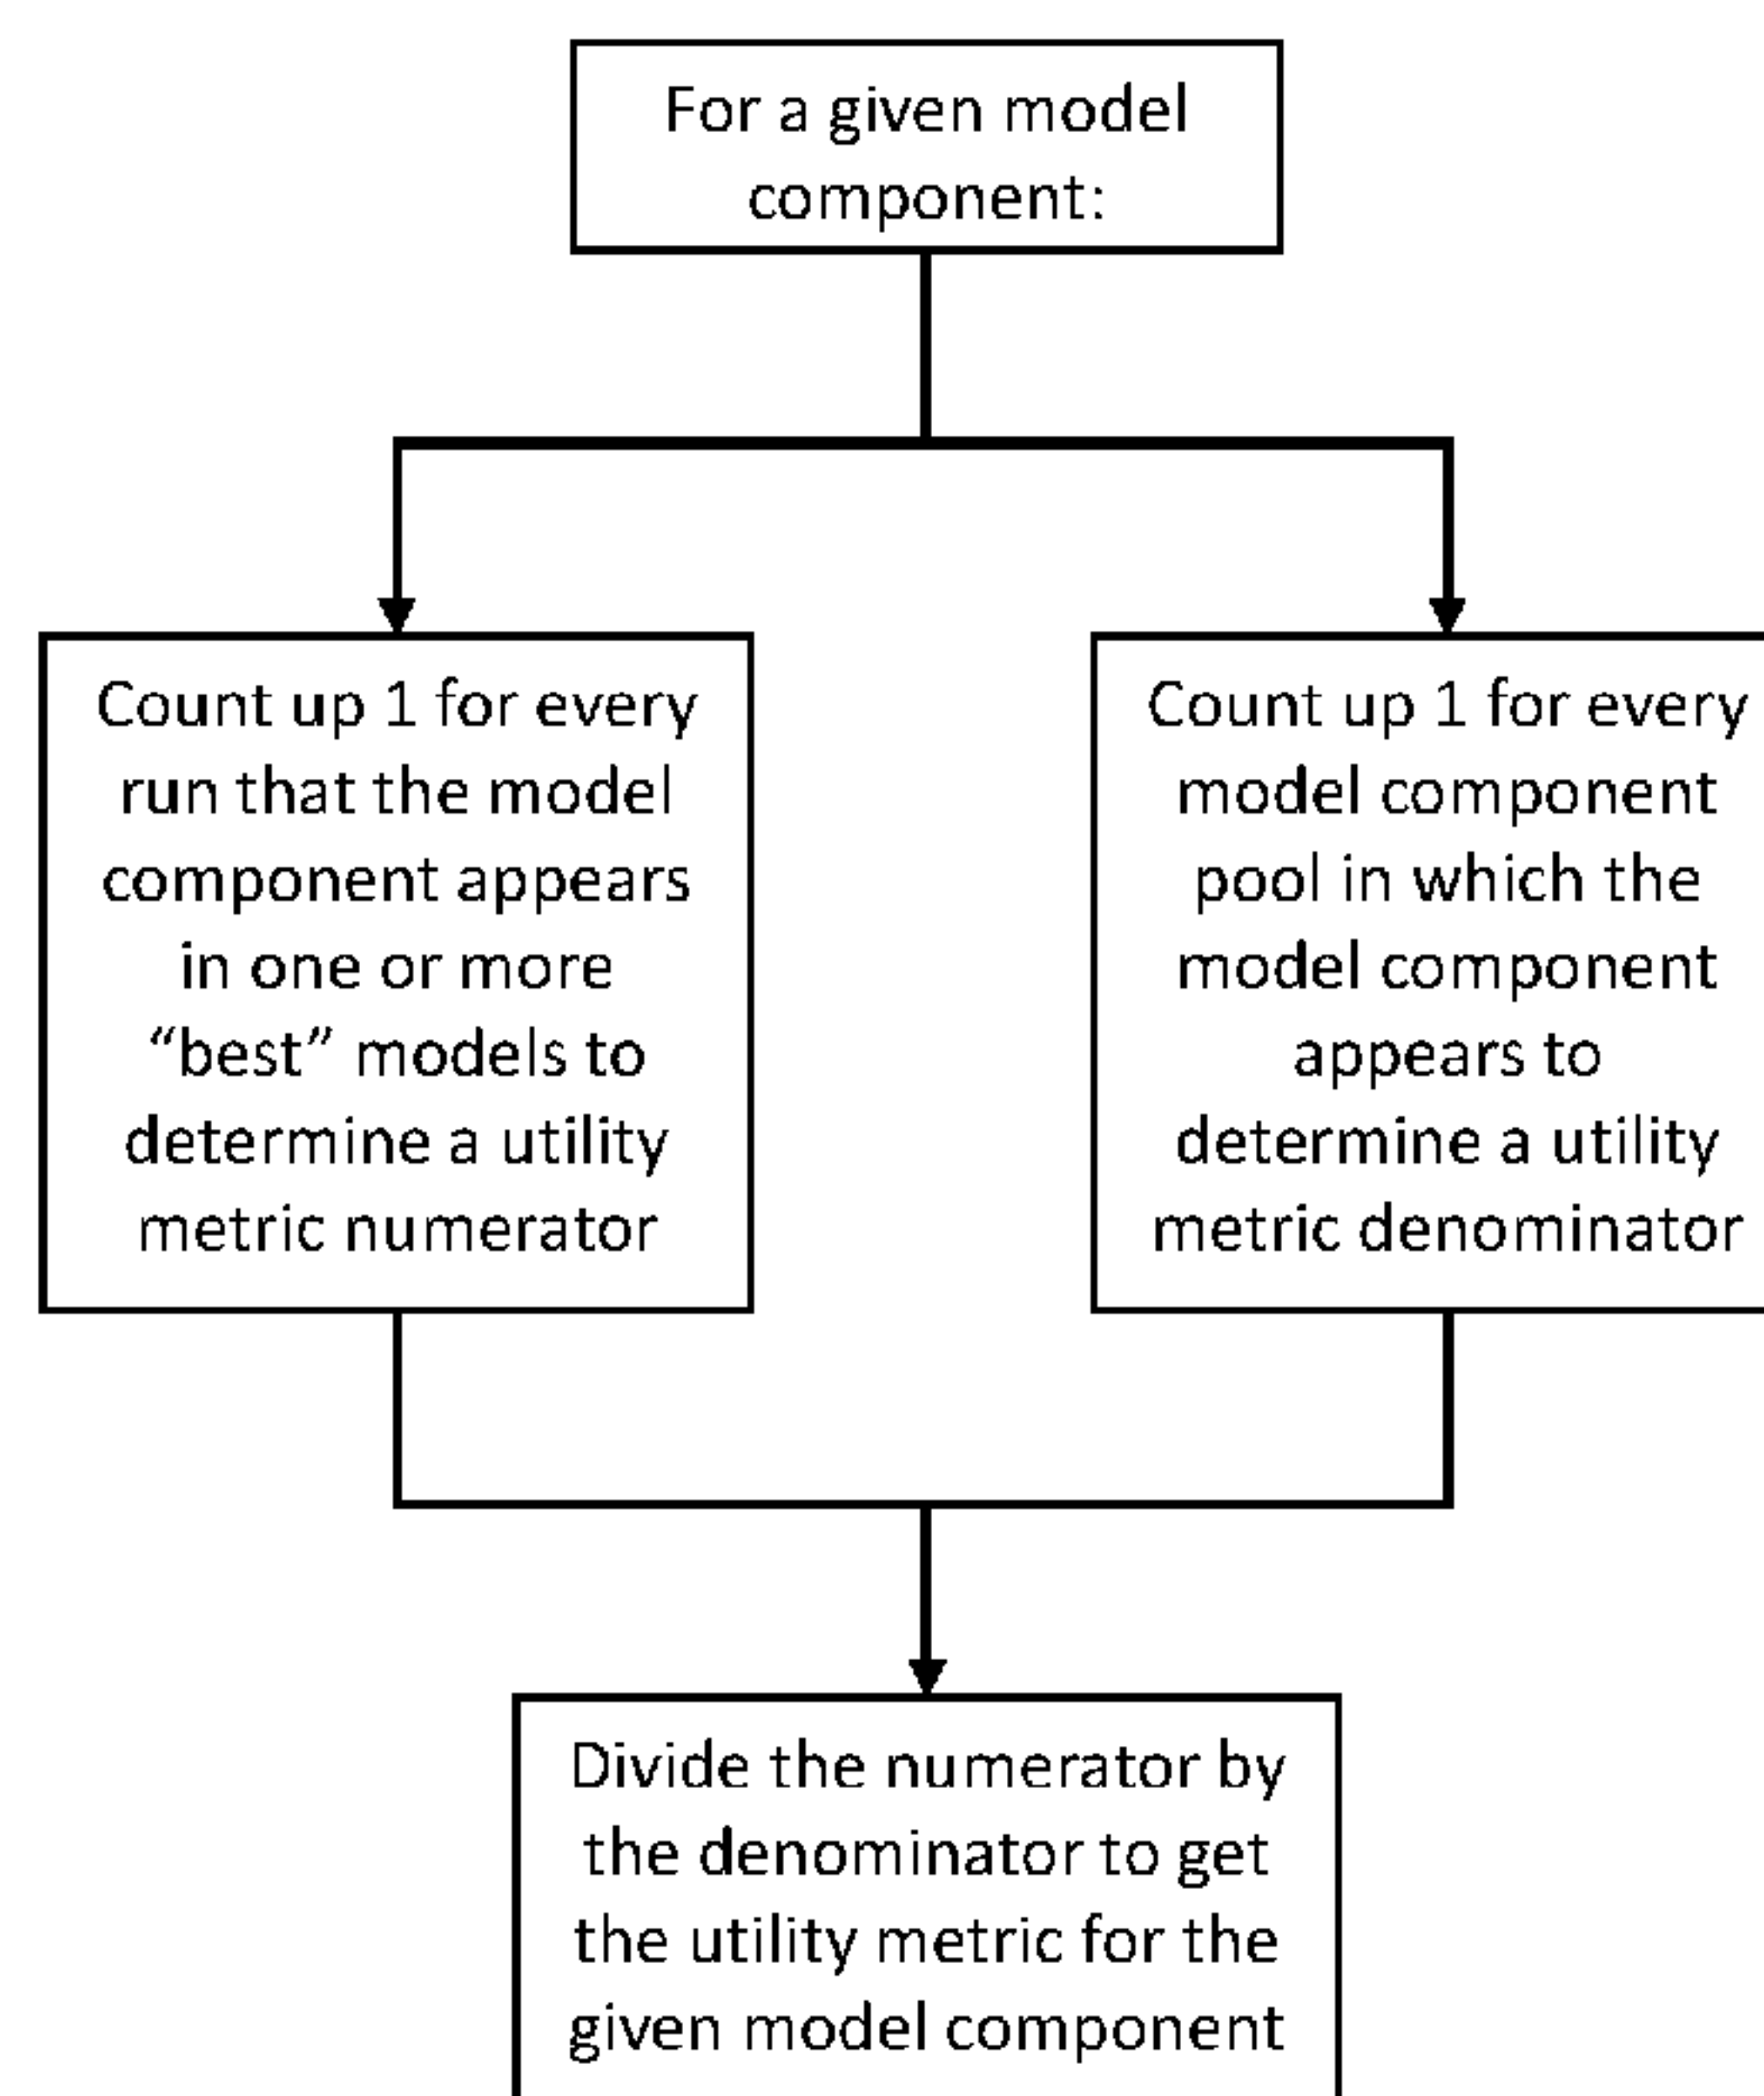 For a given model
component:
Count up 1 for every
run that the model
component appears
in one or more
“best” models to
determine a utility
metric numerator
Count up 1 for every
model component
pool in which the
model component
appears to
determine a utility
metric denominator
Divide the numerator by
the denominator to get
the utility metric for the
given model component